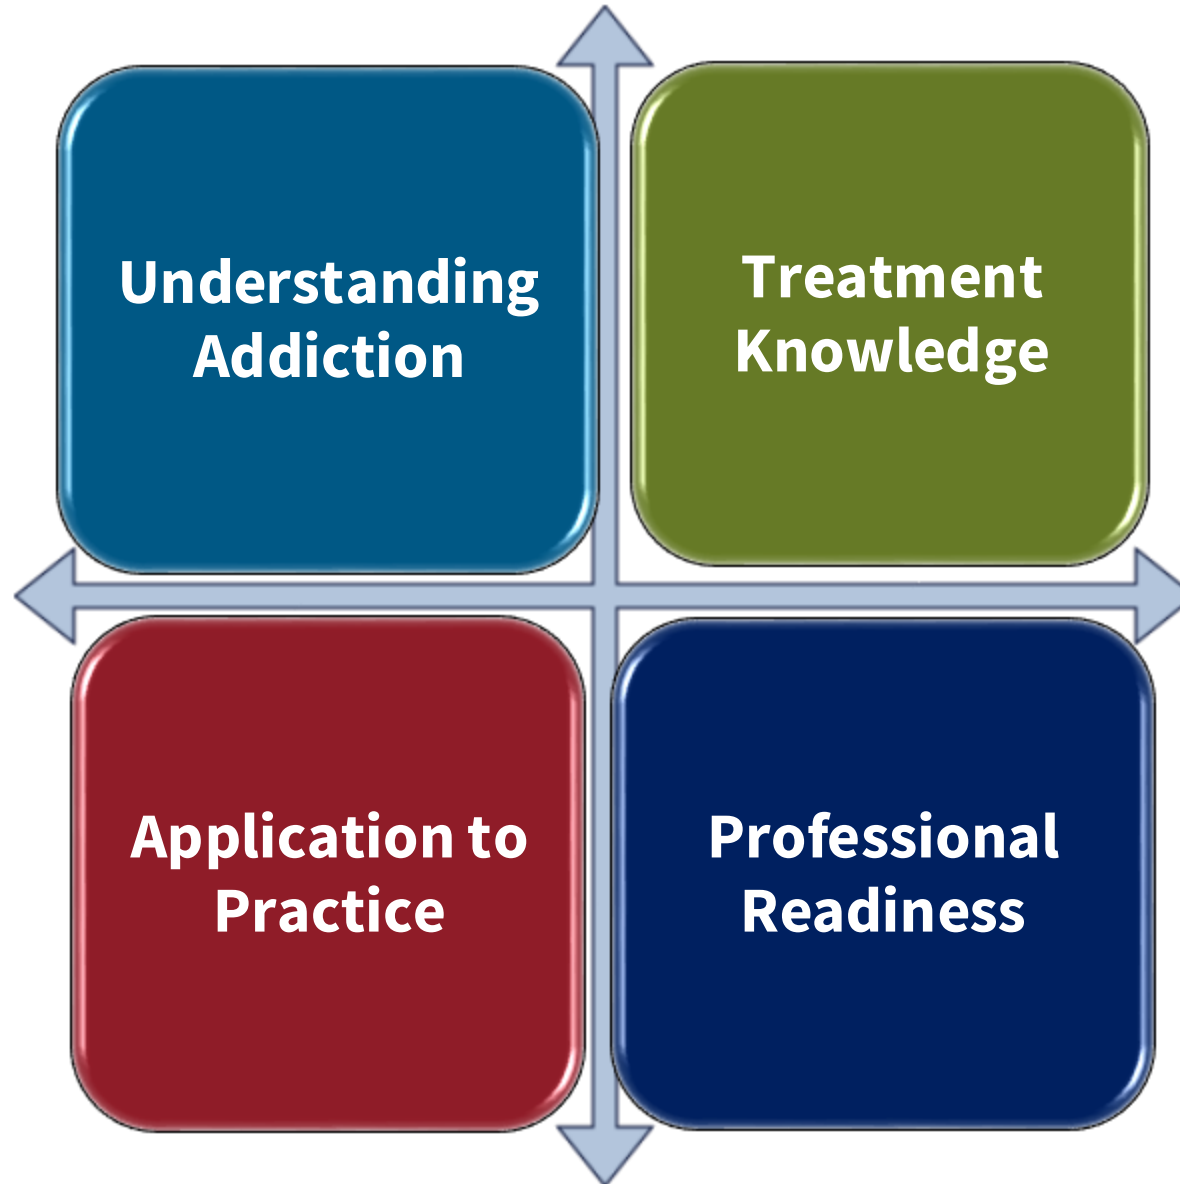 Understanding
Addiction
Treatment
Knowledge
Application to
Practice
Professional
Readiness